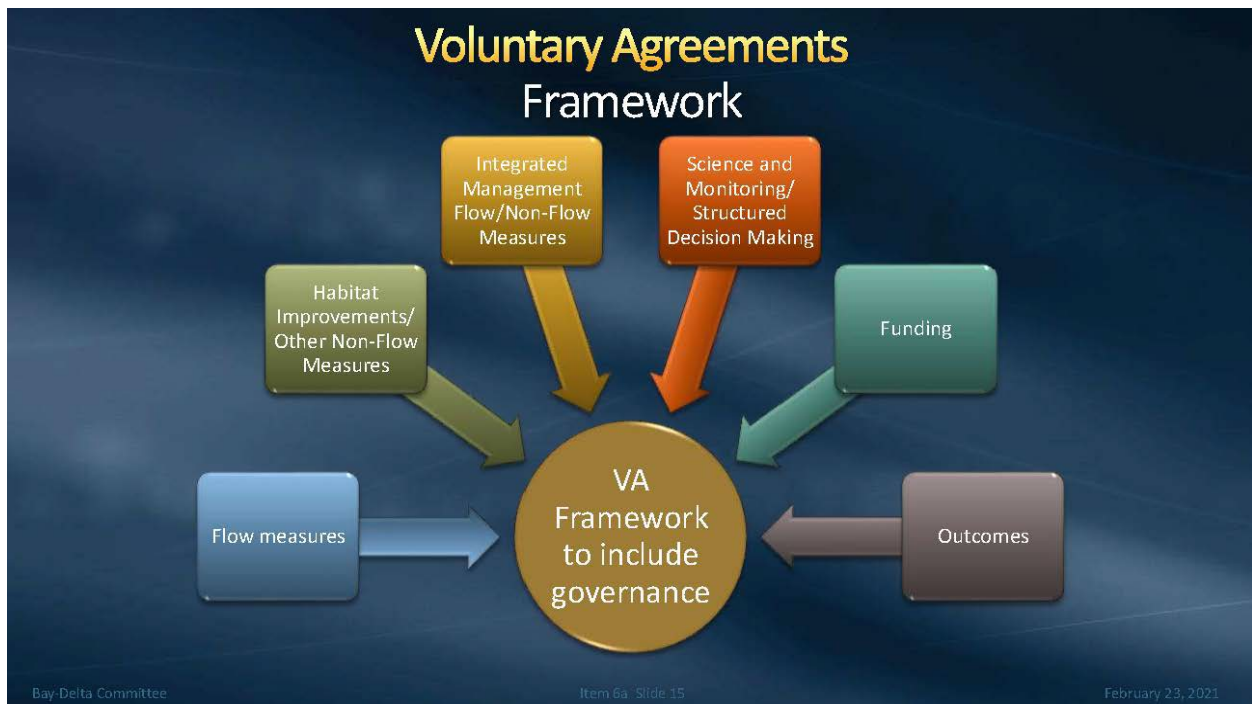 Voluntary Agreements
Framework
Integrated
Management
Flow/Non-Flow
Measures
Science and
Monitoring/
Structured
Decision Making
Habitat
Improvements/
Other Non-Flow
Measures
Funding
Flow measures
VA
Framework
to include
governance
Outcomes
Bay-Delta Committee
Item 6a Slide 15
February 23, 2021